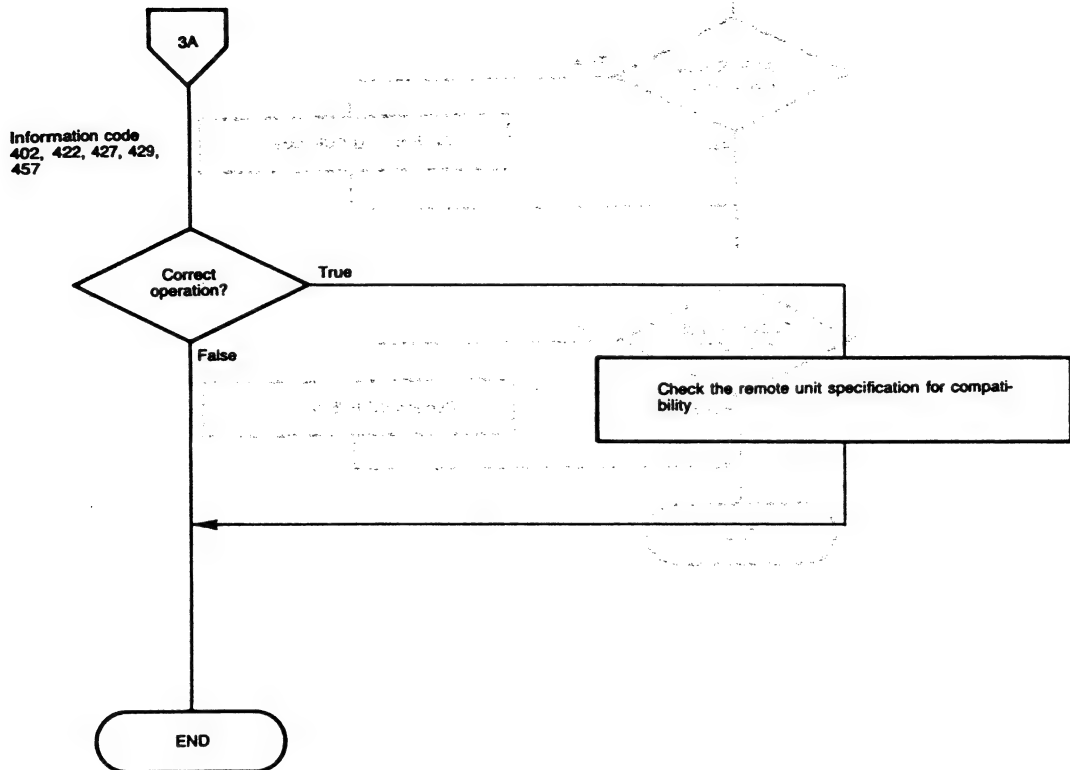 3A
Information code
402, 422, 427, 429,
457
Correct
operation?
True
False
Check the remote unit specification for compati-
bility
END